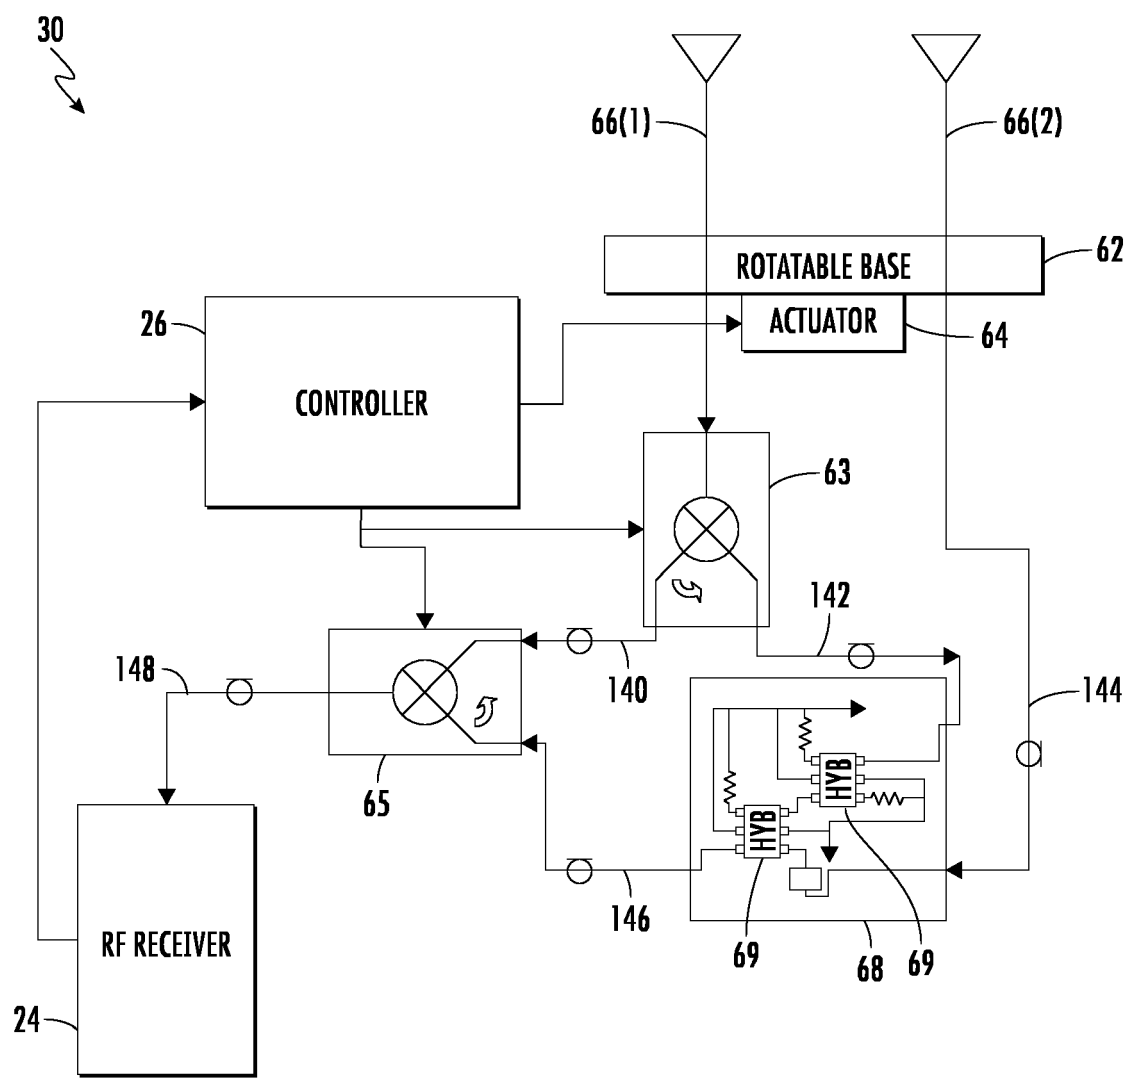 30
66(1)
66(2)
ROTATABLE BASE
62
ACTUATOR
64
26
CONTROLLER
63
142
140
148
144
65
HYB
HYB
146
69
68
69
RF RECEIVER
24